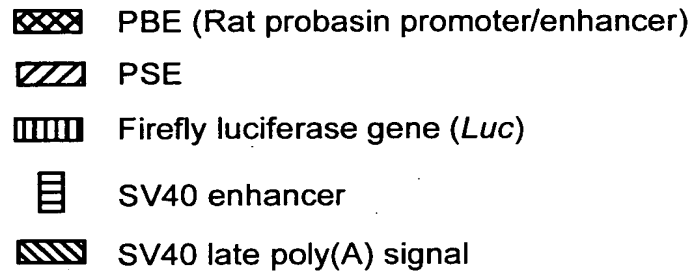 PBE (Rat probasin promoter/enhancer)
PSE
Firefly luciferase gene (Luc)
SV40 enhancer
SV40 late poly(A) signal